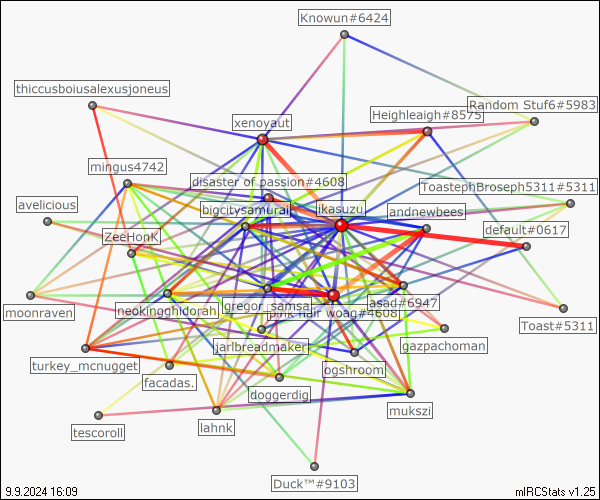 Knowun#6424
thiccusboiusalexusjoneus
Random Stuf6#5983
Heighleigh#8575
xenoyaut
mingus4742
disaster of passion#4608
ToastephBroseph5311#5311
avelicious
bigcitysamurai
ikasuzu
andnewbees
default#0617
ZeeHonK
moonraven
neokingghidorah
gregor_samsa
asad#6947
pink hair woag#4608
Toast#5311
jarlbreadmaker
gazpachoman
turkey_mcnugget
facadas.
doggerdig
ogshroom
mukszi
tescoroll
lahnk
Duck™#9103
9.9.2024 16:09
mIRCStats v1.25